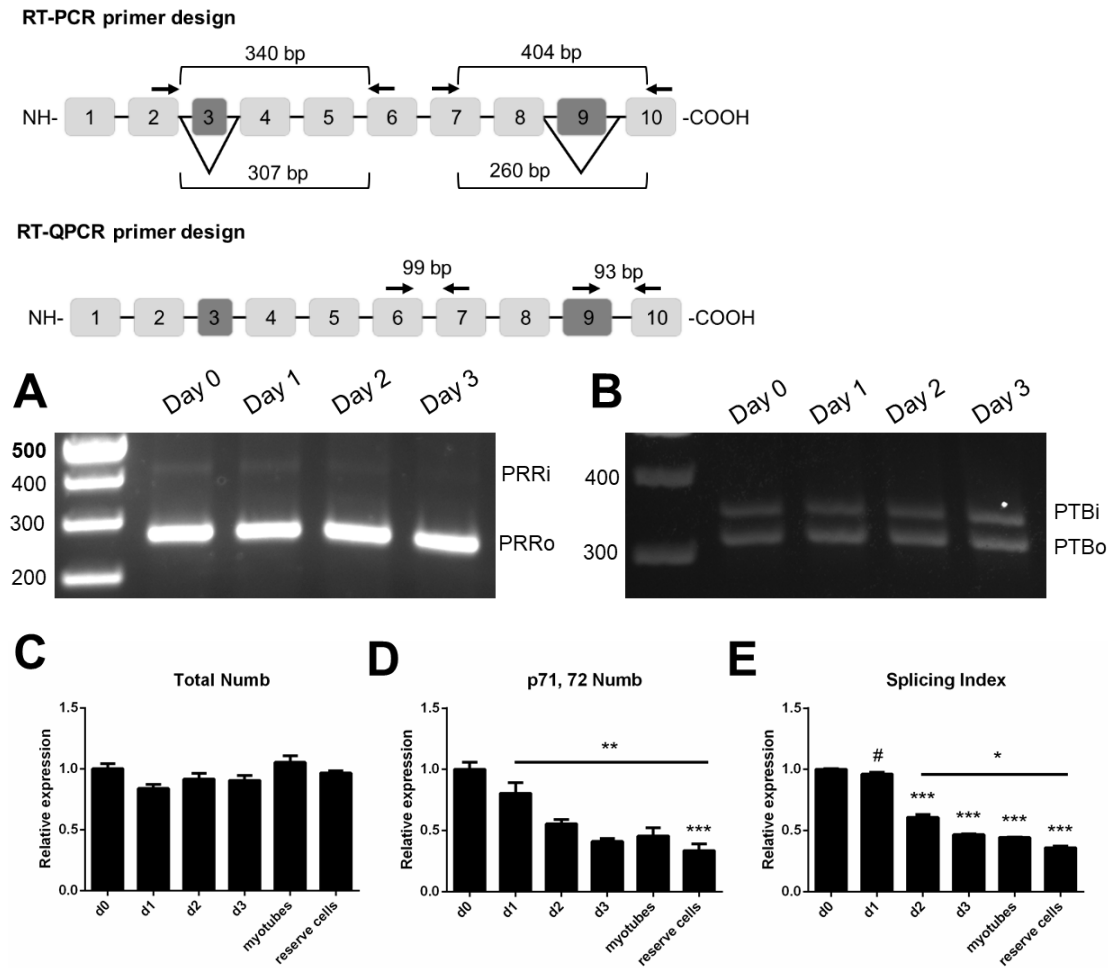 RT-PCR primer design
340 bp
404 bp
NH- 1 2 3 4 5 6 7 8 9 10 -COOH
307 bp
260 bp
RT-QPCR primer design
99 bp
93 bp
NH- 1 2 3 4 5 6 7 8 9 10 -COOH
A
Day 0
Day 1
Day 2
Day 3
500
400
300
200
PRRi
PRRo
B
Day 0
Day 1
Day 2
Day 3
400
300
PTBi
PTBo
C
Total Numb
Relative expression
1.5
1.0
0.5
0.0
d0
d1
d2
d3
myotubes
reserve cells
D
p71, 72 Numb
Relative expression
1.5
1.0
0.5
0.0
**
***
d0
d1
d2
d3
myotubes
reserve cells
E
Splicing Index
Relative expression
1.5
1.0
0.5
0.0
#
*
***
***
***
***
d0
d1
d2
d3
myotubes
reserve cells